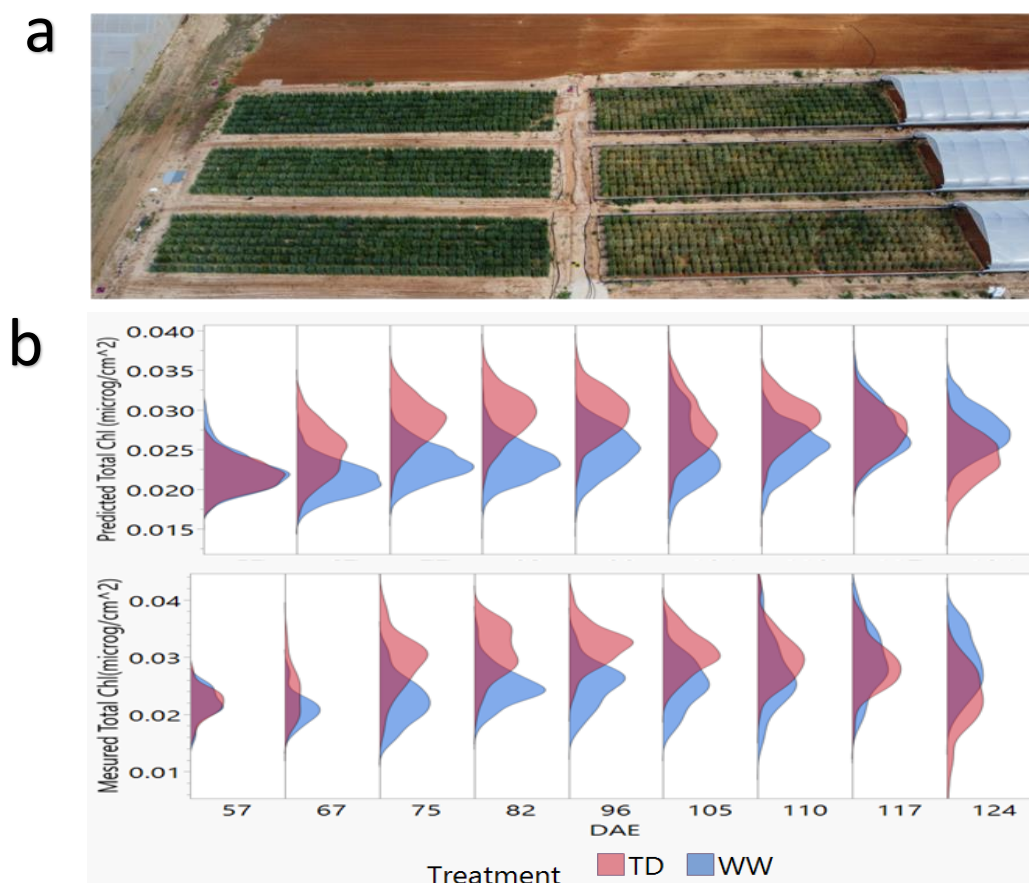 a
b
0.040
0.035
0.030
0.025
0.020
0.015
Predicted Total Chl (microg/cm^2)
0.04
0.03
0.02
0.01
Mesured Total Chl(microg/cm^2)
57 67 75 82 96 105 110 117 124
DAE
Treatment TD WW